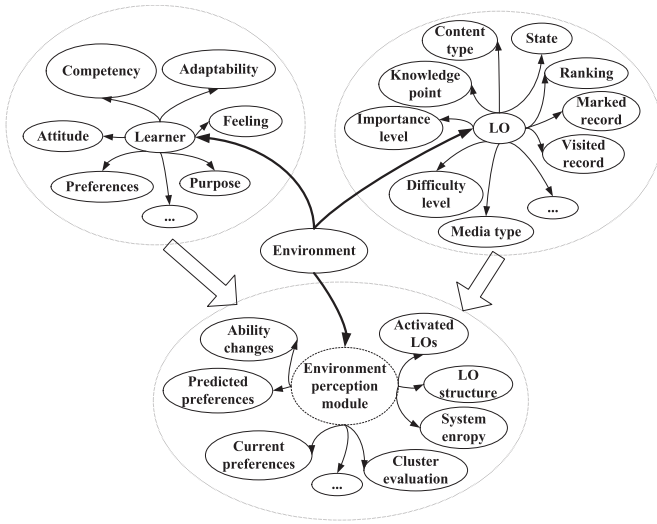 Competency
Adaptability
Attitude
Learner
Feeling
Preferences
Purpose
...
Content
type
State
Knowledge
point
Ranking
Importance
level
LO
Marked
record
Visited
record
Difficulty
level
Media type
...
Environment
Ability
changes
Activated
LOs
Predicted
preferences
Environment
perception
module
LO
structure
System
enropy
Current
preferences
...
Cluster
evaluation